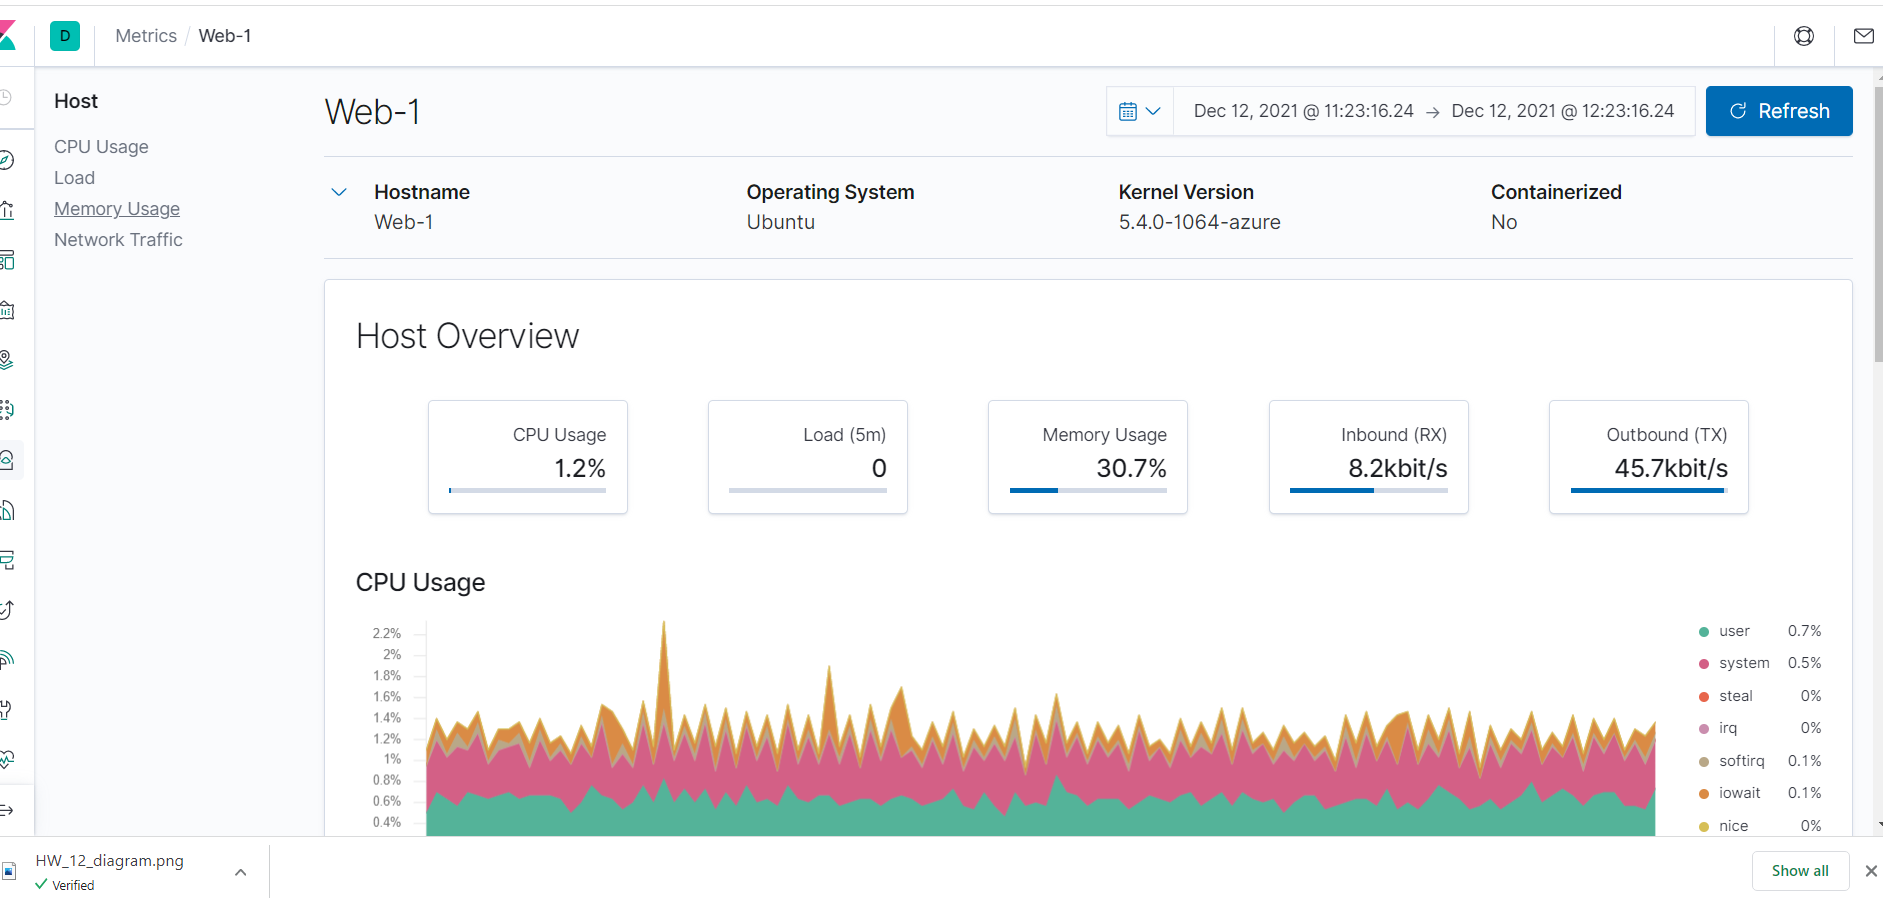 D
Metrics / Web-1
Host
CPU Usage
Load
Memory Usage
Network Traffic
Web-1
Dec 12, 2021 @ 11:23:16.24 → Dec 12, 2021 @ 12:23:16.24
Refresh
Hostname
Web-1
Operating System
Ubuntu
Kernel Version
5.4.0-1064-azure
Containerized
No
Host Overview
CPU Usage
1.2%
Load (5m)
0
Memory Usage
30.7%
Inbound (RX)
8.2kbit/s
Outbound (TX)
45.7kbit/s
CPU Usage
2.2%
2%
1.8%
1.6%
1.4%
1.2%
1%
0.8%
0.6%
0.4%
user 0.7%
system 0.5%
steal 0%
irq 0%
softirq 0.1%
iowait 0.1%
nice 0%
HW_12_diagram.png
Verified
Show all